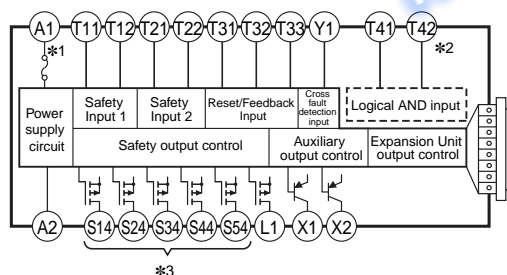 A1 T11 T12 T21 T22 T31 T32 T33 Y1 T41 T42
*1 *2
Power supply circuit
Safety Input 1
Safety Input 2
Reset/Feedback Input
Cross fault detection input
Logical AND input
Safety output control
Auxiliary output control
Expansion Unit output control
A2 S14 S24 S34 S44 S54 L1 X1 X2
*3